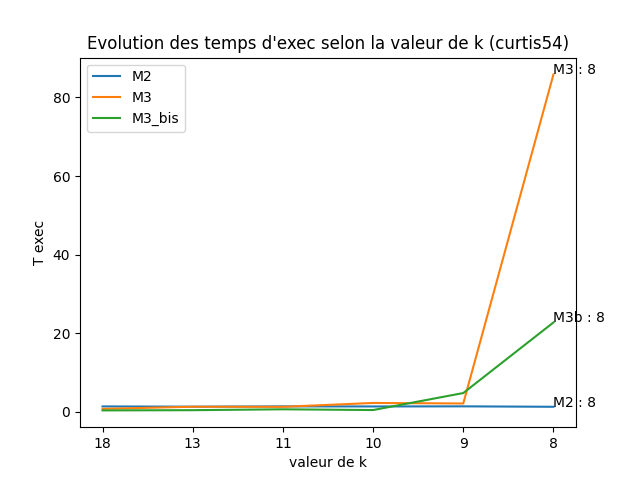 Evolution des temps d'exec selon la valeur de k (curtis54)
M2
M3
M3_bis
M3 : 8
M3b : 8
M2 : 8
T exec
80
60
40
20
0
18 13 11 10 9 8
valeur de k